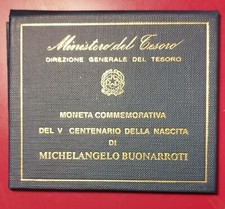 Ministero del Tesoro
DIREZIONE GENERALE DEL TESORO
MONETA COMMEMORATIVA
DEL V CENTENARIO DELLA NASCITA
DI
MICHELANGELO BUONARROTI